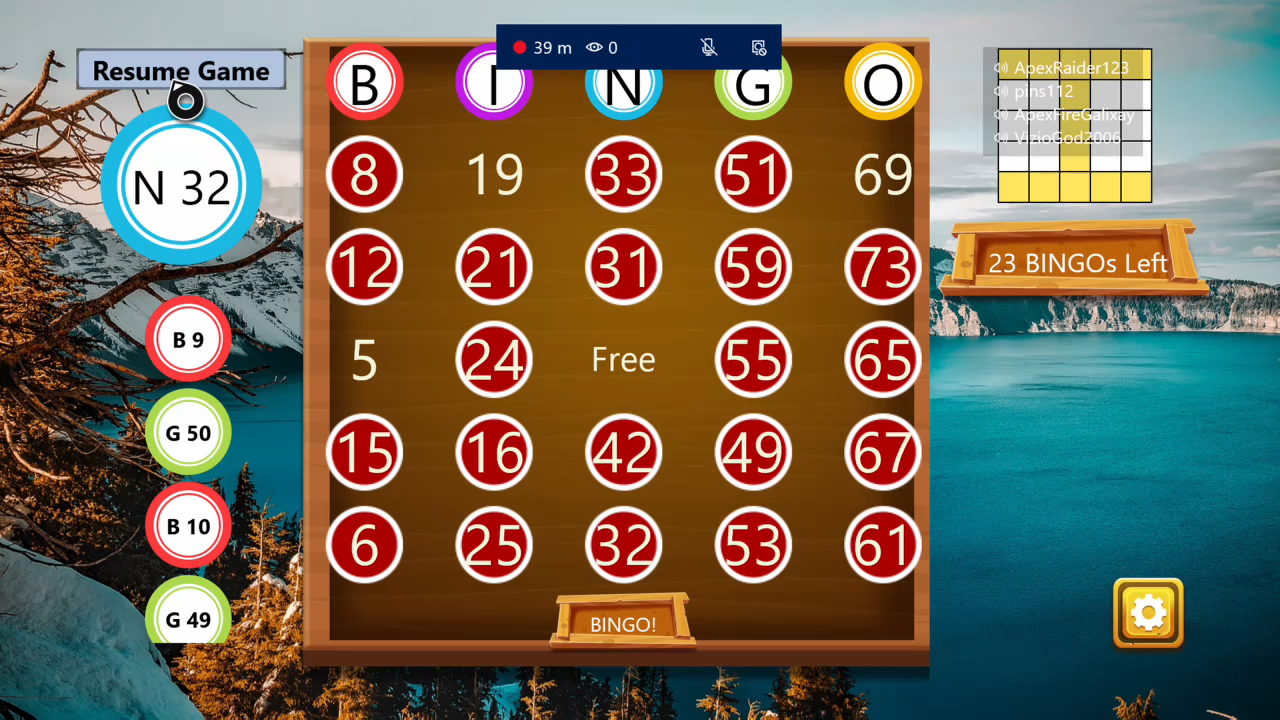 39 m 0
Resume Game
B I N G O
ApexRaider123
pins112
ApexFireGalixay
VizioGod2006
N 32
8 19 33 51 69
12 21 31 59 73
23 BINGOs Left
5 24 Free 55 65
B 9
G 50
15 16 42 49 67
B 10
6 25 32 53 61
G 49
BINGO!